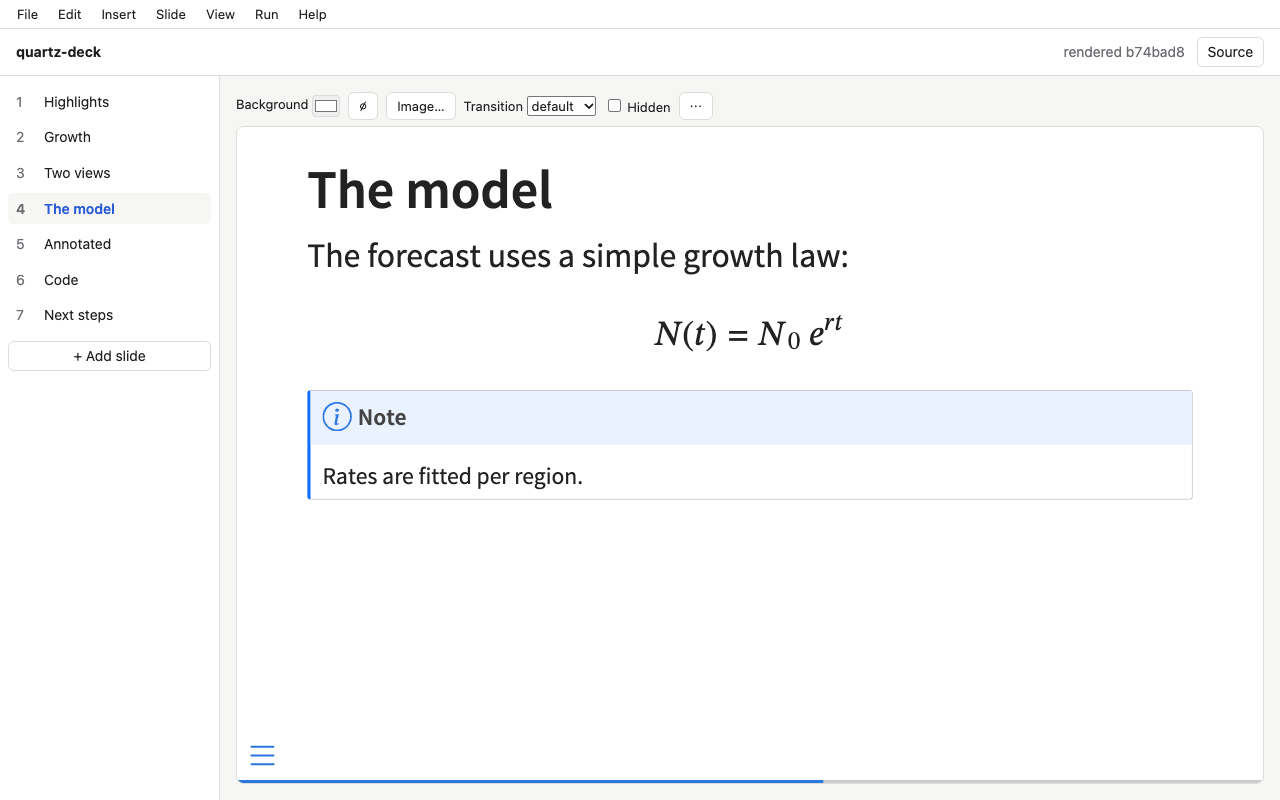 File Edit Insert Slide View Run Help
quartz-deck
rendered b74bad8 Source
1 Highlights
2 Growth
3 Two views
4 The model
5 Annotated
6 Code
7 Next steps
+ Add slide
Background ø Image... Transition default Hidden ...
The model
The forecast uses a simple growth law:
N(t) = N₀ eʳᵗ
Note
Rates are fitted per region.